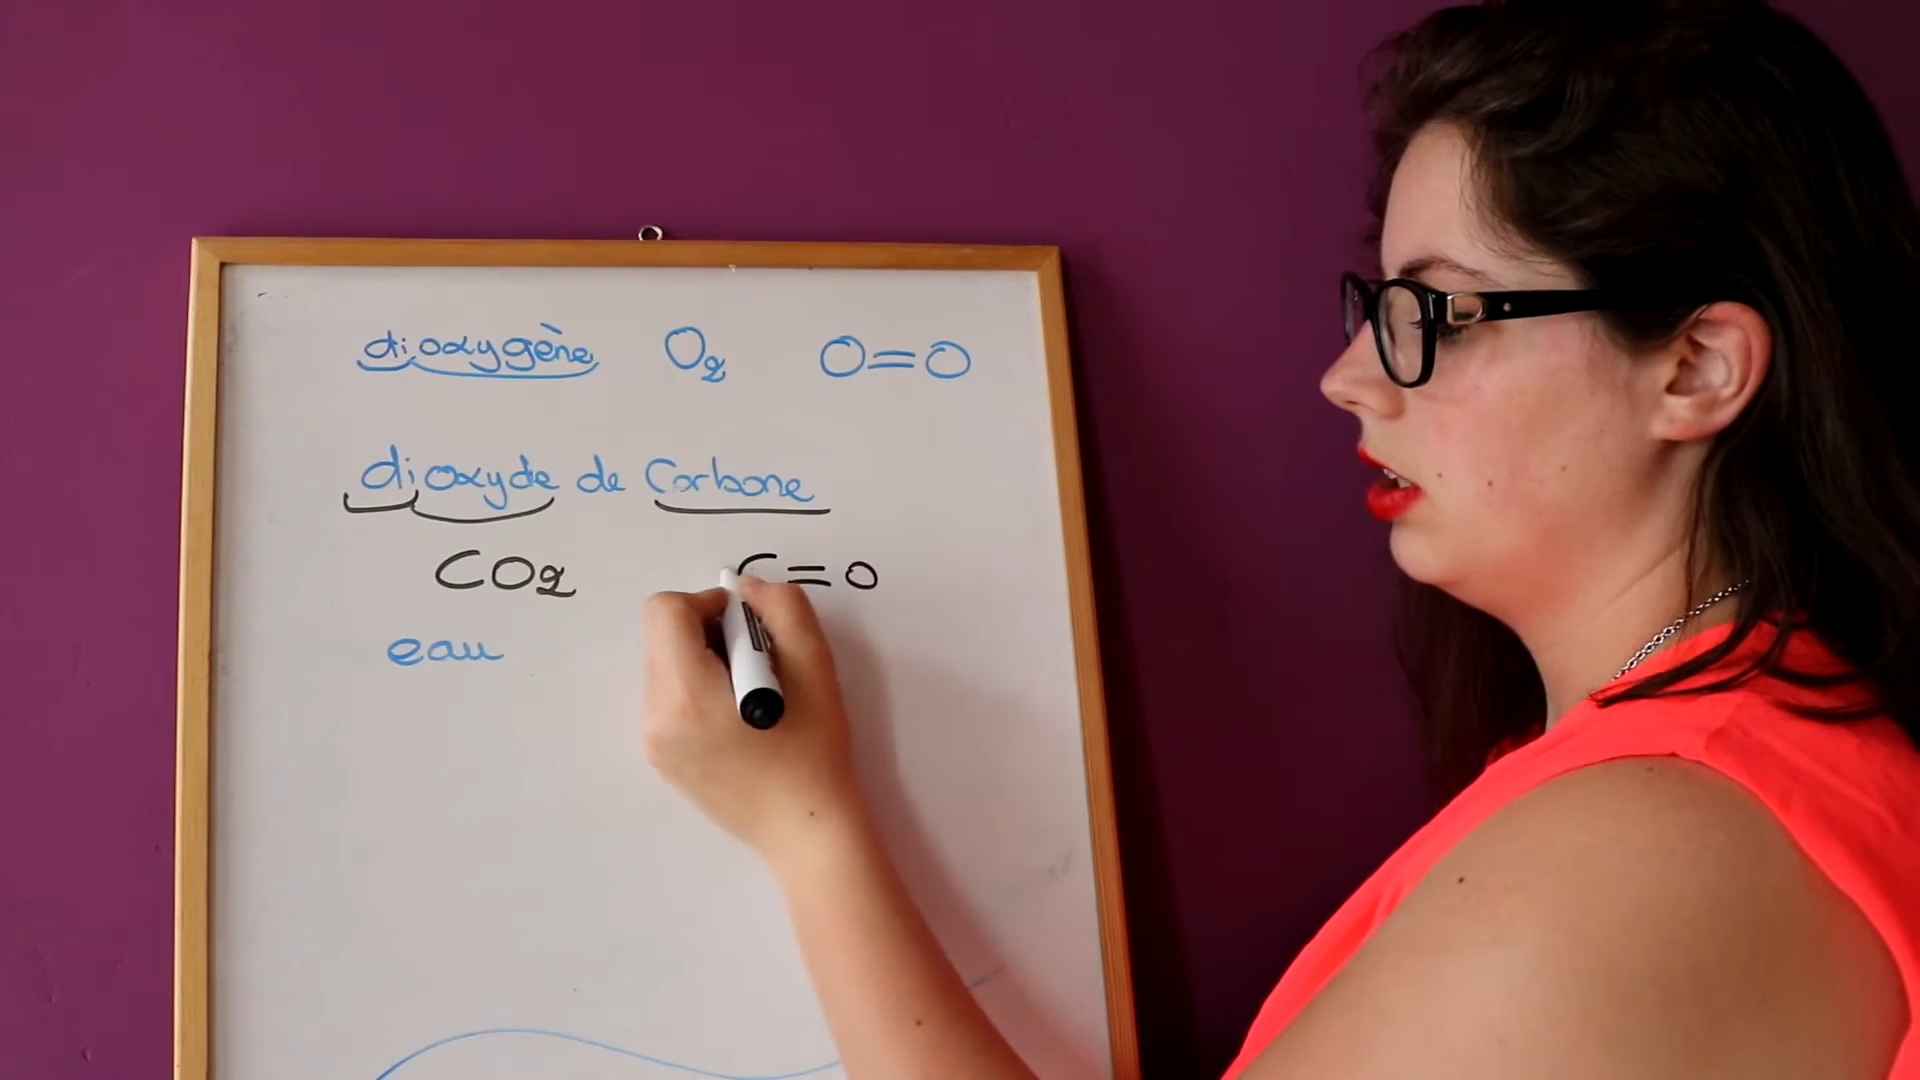 dioxygène O₂ O=O
dioxyde de Carbone
CO₂ C=O
eau